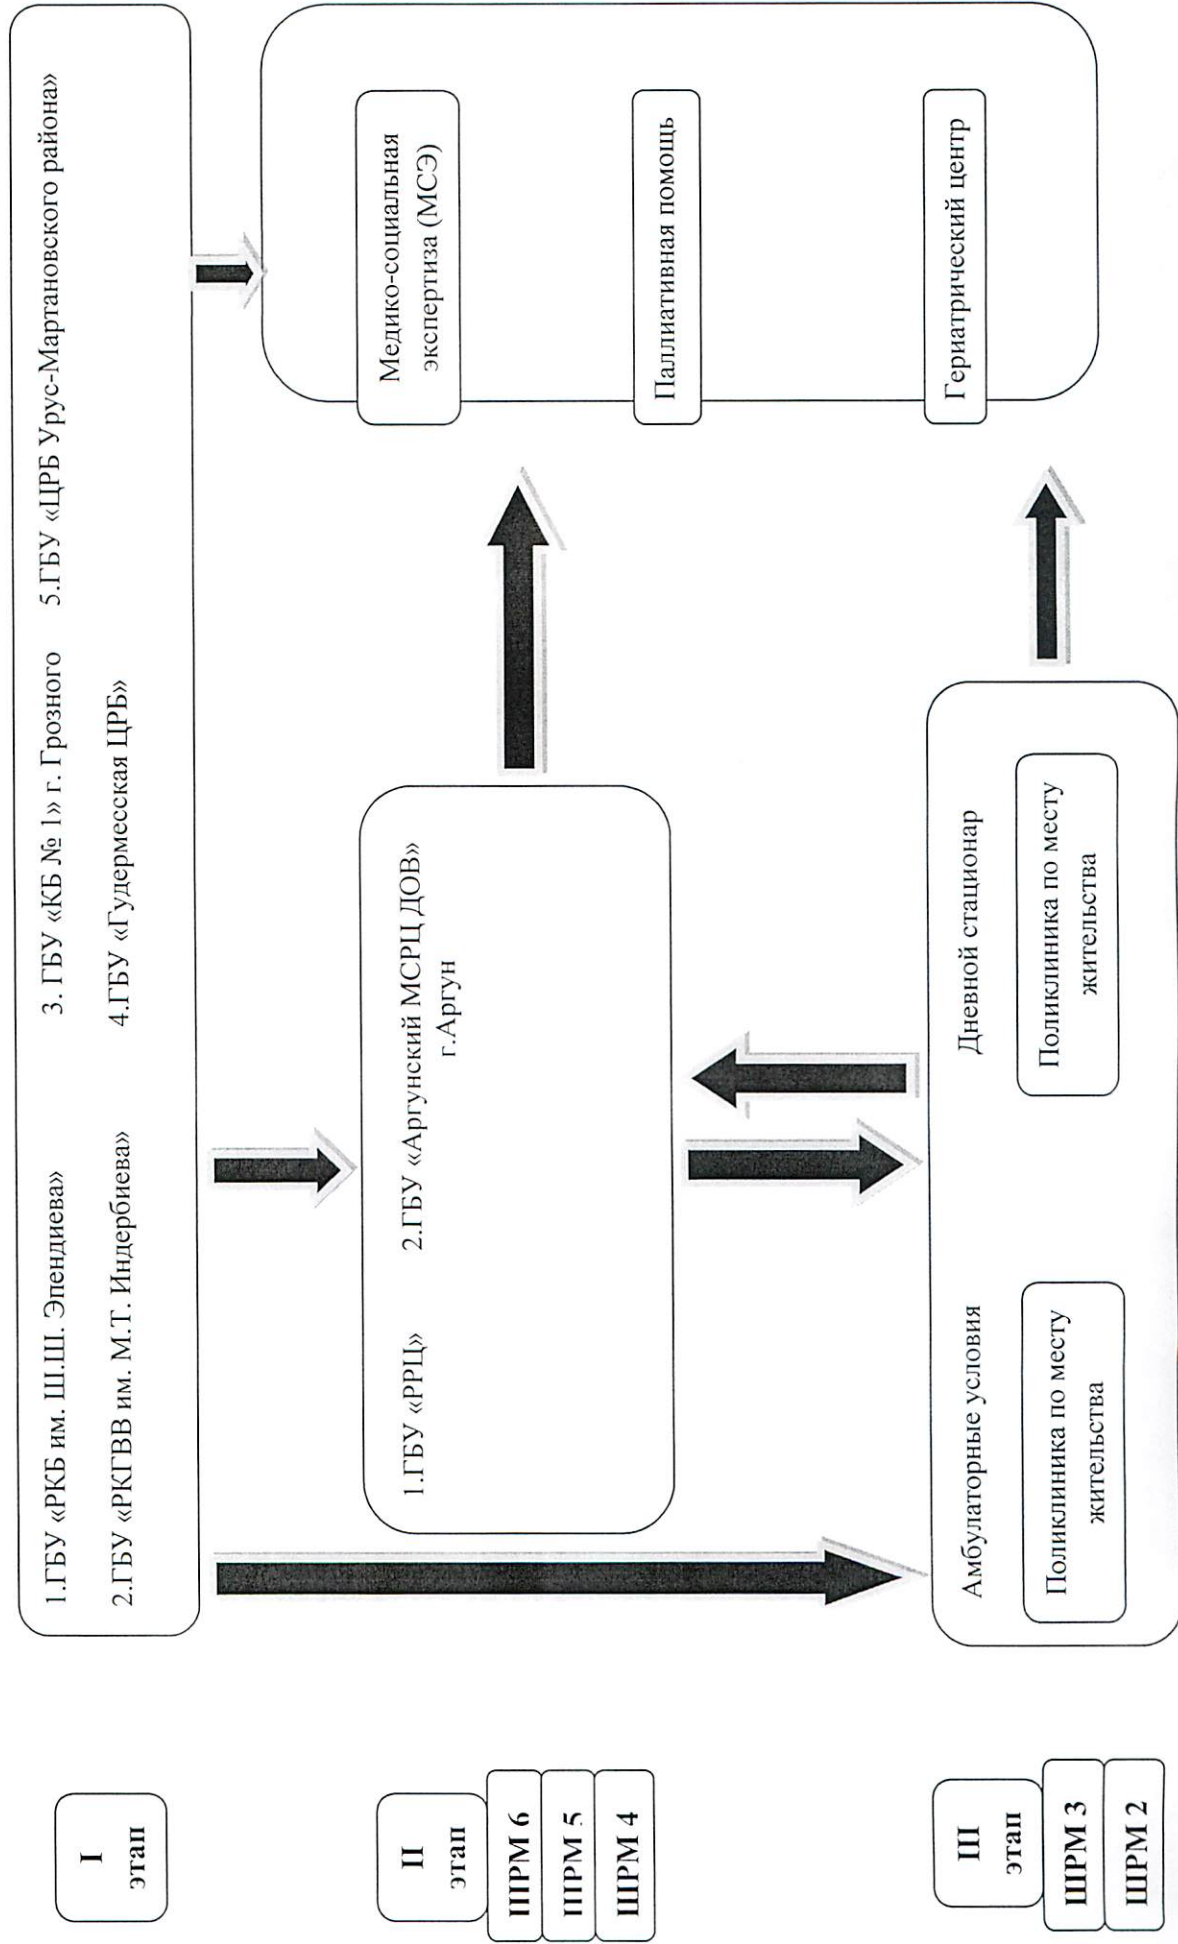 I
этап
1.ГБУ «РКБ им. Ш.Ш. Эпендиева»
2.ГБУ «РКГВВ им. М.Т. Индербиева»
3. ГБУ «КБ № 1» г. Грозного
4.ГБУ «Гудермесская ЦРБ»
5.ГБУ «ЦРБ Урус-Мартановского района»
II
этап
ШРМ 6
ШРМ 5
ШРМ 4
1.ГБУ «РРЦ»
2.ГБУ «Аргунский МСРЦ ДОВ»
г.Аргун
Медико-социальная
экспертиза (МСЭ)
Паллиативная помощь
Гериатрический центр
III
этап
ШРМ 3
ШРМ 2
Амбулаторные условия
Поликлиника по месту
жительства
Дневной стационар
Поликлиника по месту
жительства